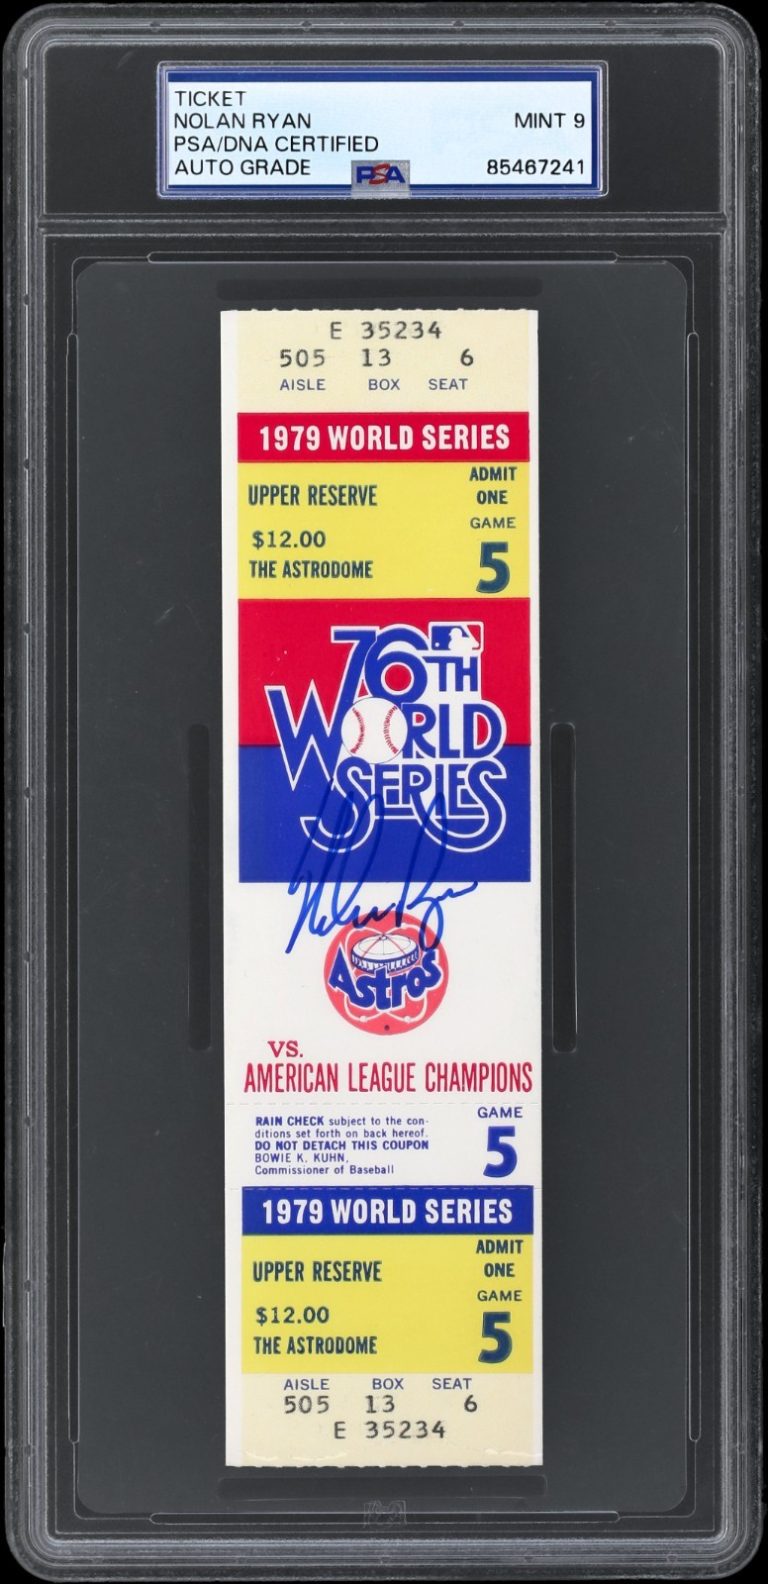 TICKET
NOLAN RYAN MINT 9
PSA/DNA CERTIFIED
AUTO GRADE PSA 85467241
E 35234
505 13 6
AISLE BOX SEAT
1979 WORLD SERIES
UPPER RESERVE ADMIT ONE
GAME
$12.00 5
THE ASTRODOME
76TH
WORLD
SERIES
Nolan Ryan
Astros
VS.
AMERICAN LEAGUE CHAMPIONS
RAIN CHECK subject to the con-
ditions set forth on back hereof.
DO NOT DETACH THIS COUPON
BOWIE K. KUHN,
Commissioner of Baseball
GAME
5
1979 WORLD SERIES
UPPER RESERVE ADMIT ONE
GAME
$12.00 5
THE ASTRODOME
AISLE BOX SEAT
505 13 6
E 35234